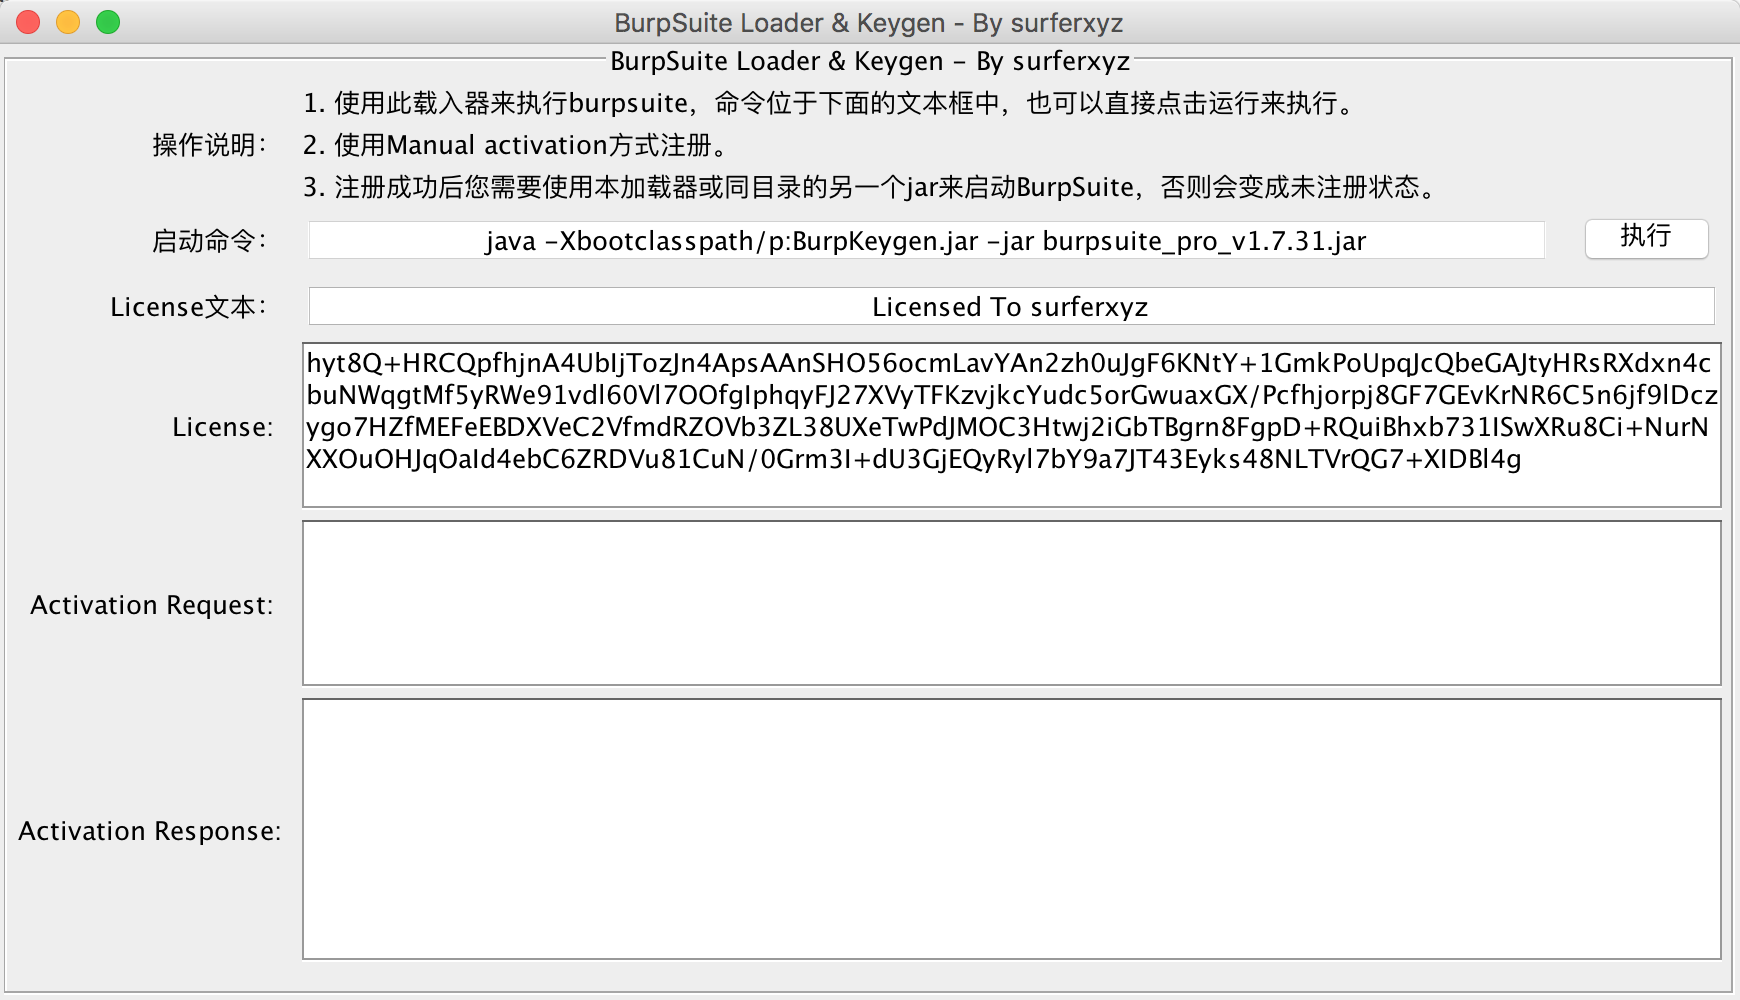 BurpSuite Loader & Keygen - By surferxyz
BurpSuite Loader & Keygen - By surferxyz
1. 使用此载入器来执行burpsuite，命令位于下面的文本框中，也可以直接点击运行来执行。
操作说明：
2. 使用Manual activation方式注册。
3. 注册成功后您需要使用本加载器或同目录的另一个jar来启动BurpSuite，否则会变成未注册状态。
启动命令：
java -Xbootclasspath/p:BurpKeygen.jar -jar burpsuite_pro_v1.7.31.jar
执行
License文本：
Licensed To surferxyz
License:
hyt8Q+HRCQpfhjnA4UbIjTozJn4ApsAAnSHO56ocmLavYAn2zh0uJgF6KNtY+1GmkPoUpqJcQbeGAJtyHRsRXdxn4c
buNWqgtMf5yRWe91vdl60Vl7OOfgIphqyFJ27XVyTFKzvjkcYudc5orGwuaxGX/Pcfhjorpj8GF7GEvKrNR6C5n6jf9lDcz
ygo7HZfMEFeEBDXVeC2VfmdRZOVb3ZL38UXeTwPdJMOC3Htwj2iGbTBgrn8FgpD+RQuiBhxb731ISwXRu8Ci+NurN
XXOuOHJqOaId4ebC6ZRDVu81CuN/0Grm3I+dU3GjEQyRyl7bY9a7JT43Eyks48NLTVrQG7+XIDBl4g
Activation Request:
Activation Response: